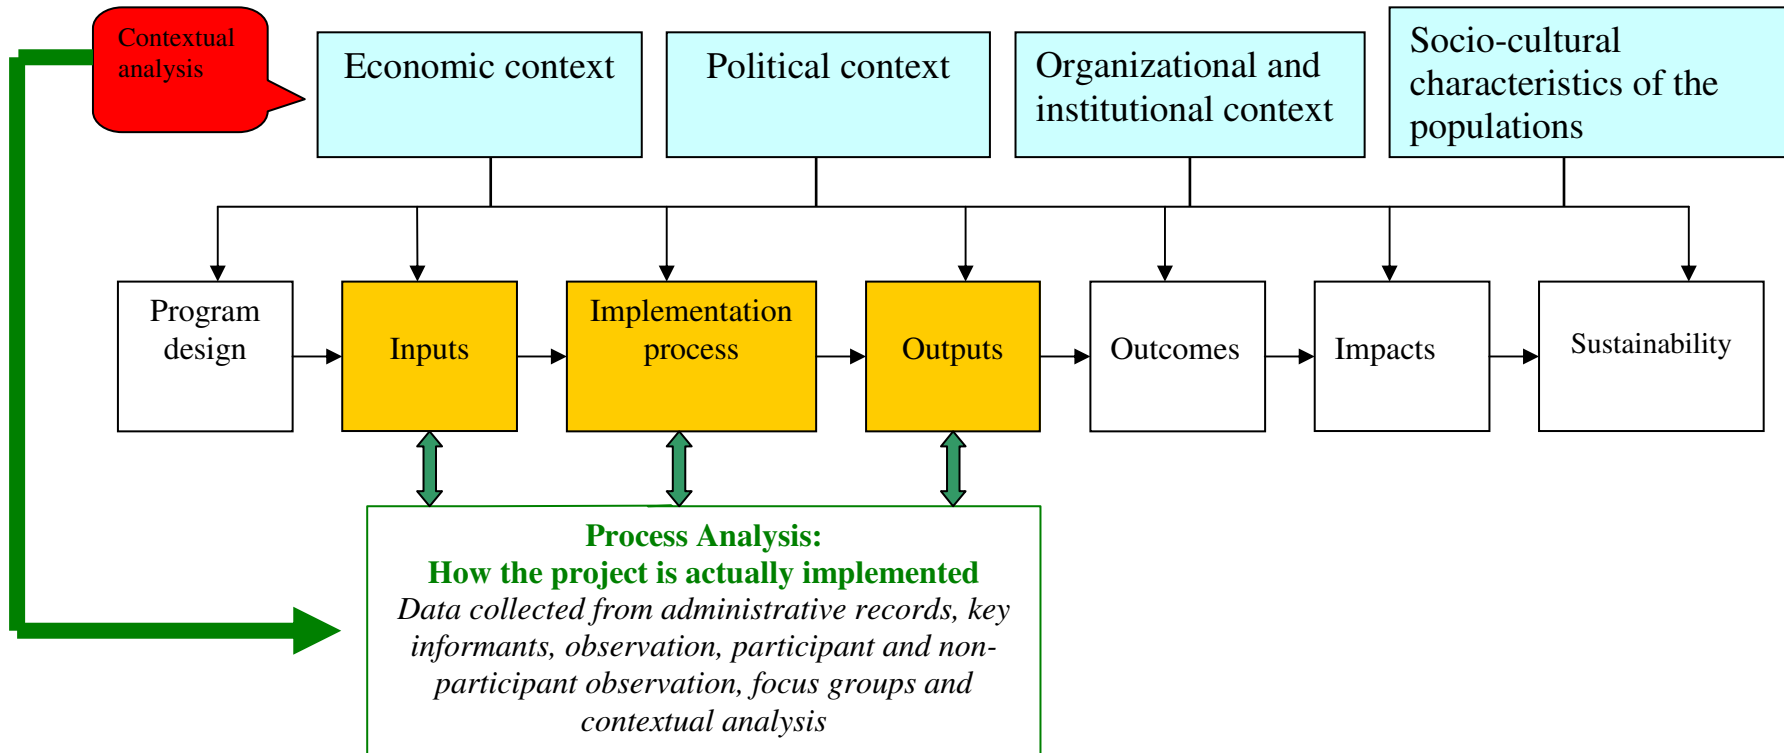 Contextual
analysis
Economic context
Political context
Organizational and
institutional context
Socio-cultural
characteristics of the
populations
Program
design
Inputs
Implementation
process
Outputs
Outcomes
Impacts
Sustainability
Process Analysis:
How the project is actually implemented
Data collected from administrative records, key
informants, observation, participant and non-
participant observation, focus groups and
contextual analysis